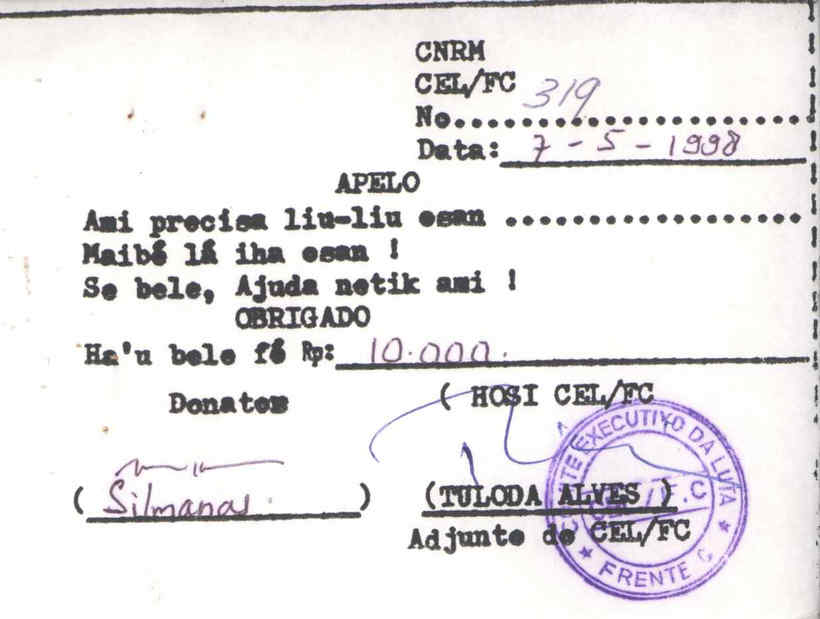 CNRM
CEL/FC
No. 319
Data: 7 - 5 - 1998
APELO
Ami precisa liu-liu osan ....................
Maibé lá iha osan !
Se bele, Ajuda netik ami !
OBRIGADO
Ha'u bele fó Rp: 10.000.
Donator
( HOSI CEL/FC
( Silmanas )
(TULODA ALVES )
Adjunto de CEL/FC
EXECUTIVO DA LUTA
FRENTE C